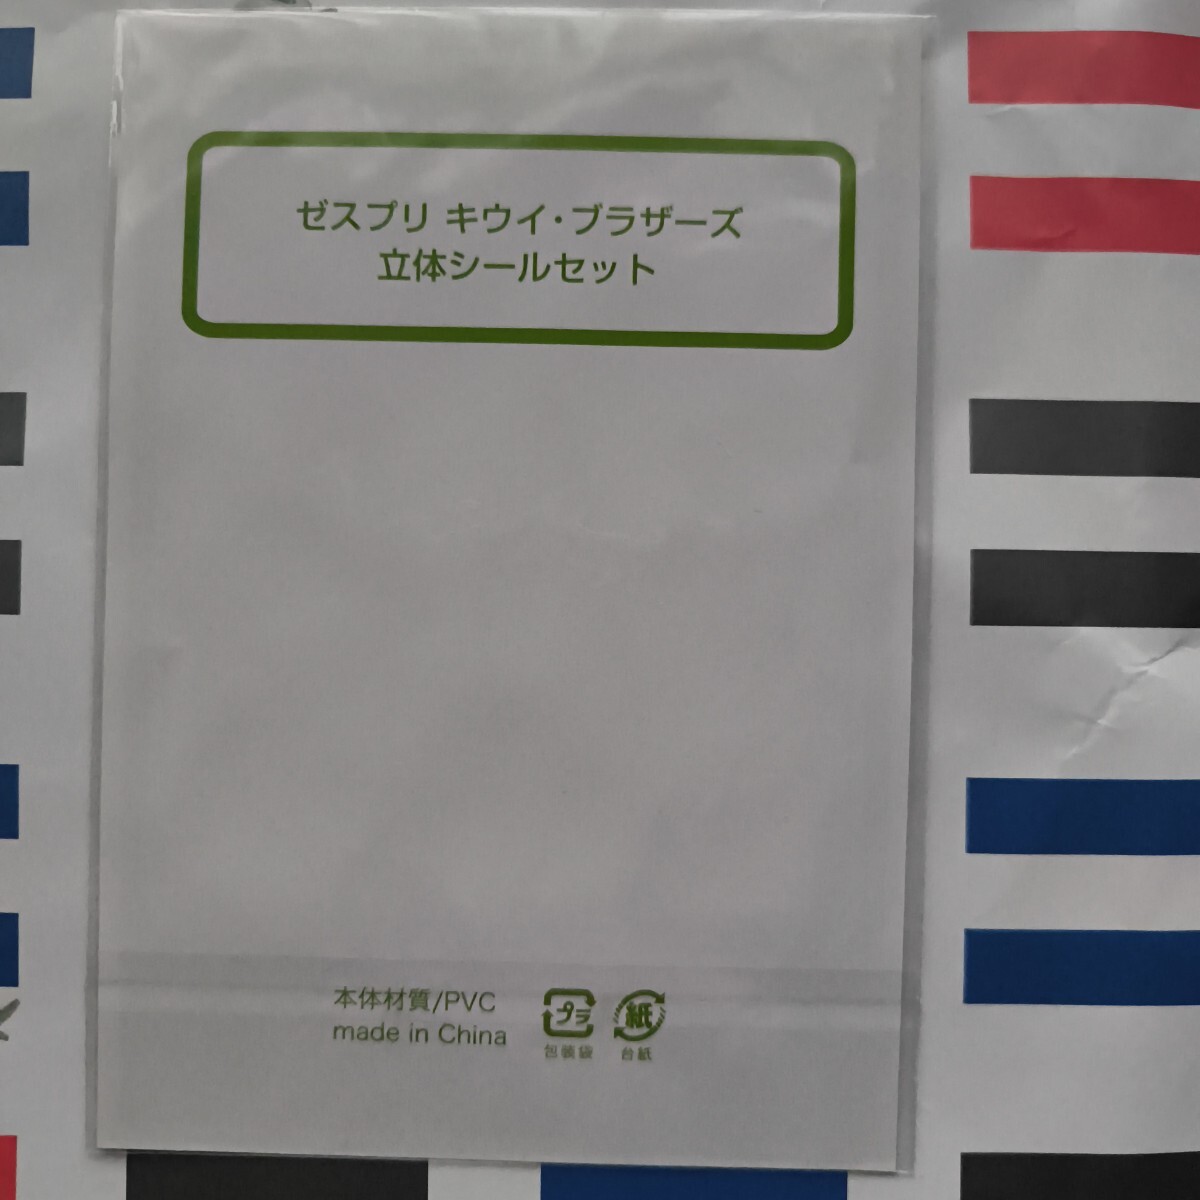 ゼスプリ キウイ・ブラザーズ
立体シールセット
本体材質/PVC
made in China
プラ
包装袋
紙
台紙